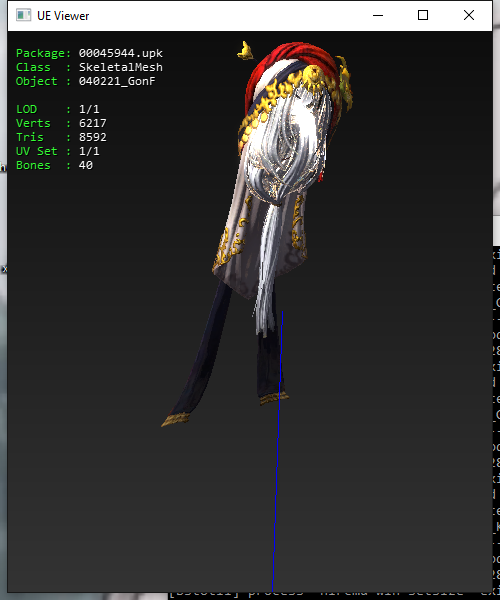 UE Viewer
Package: 00045944.upk
Class  : SkeletalMesh
Object : 040221_GonF
LOD    : 1/1
Verts  : 6217
Tris   : 8592
UV Set : 1/1
Bones  : 40